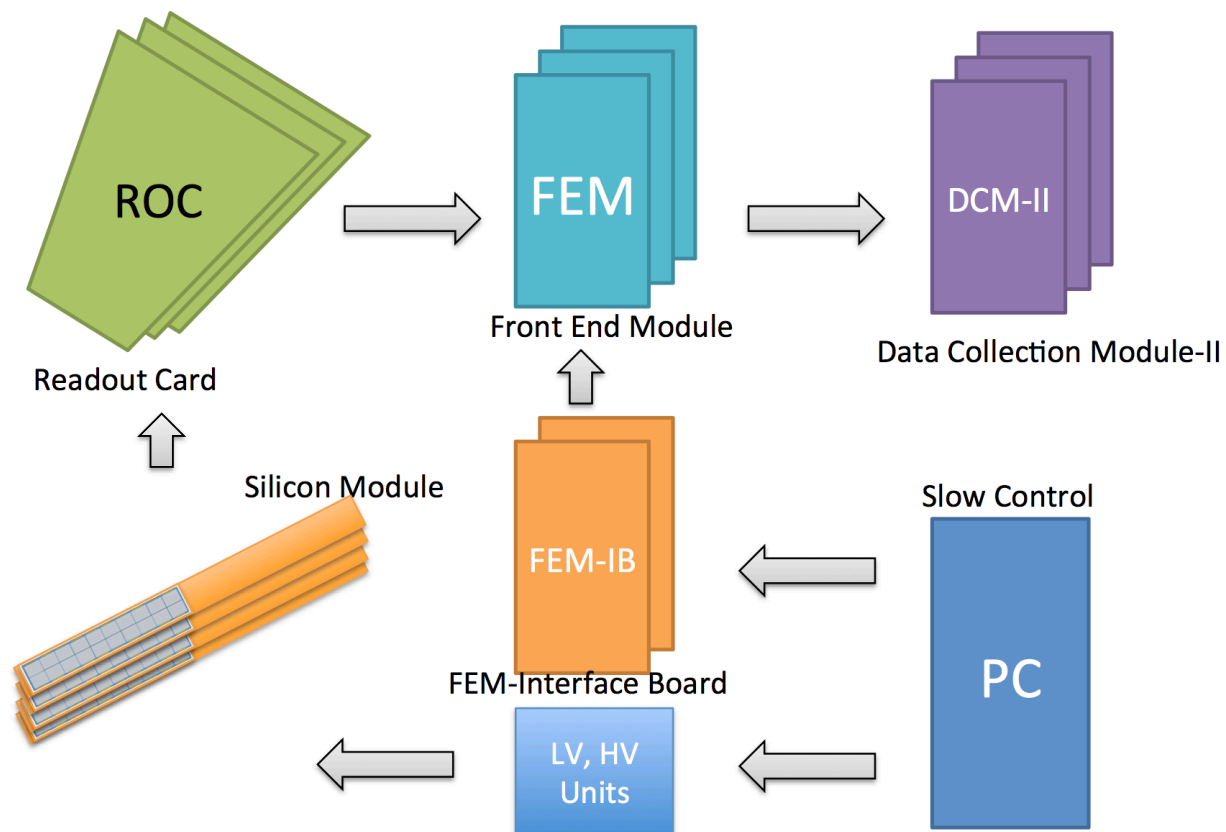 ROC
FEM
DCM-II
Front End Module
Data Collection Module-II
Readout Card
Silicon Module
Slow Control
FEM-IB
PC
FEM-Interface Board
LV, HV
Units